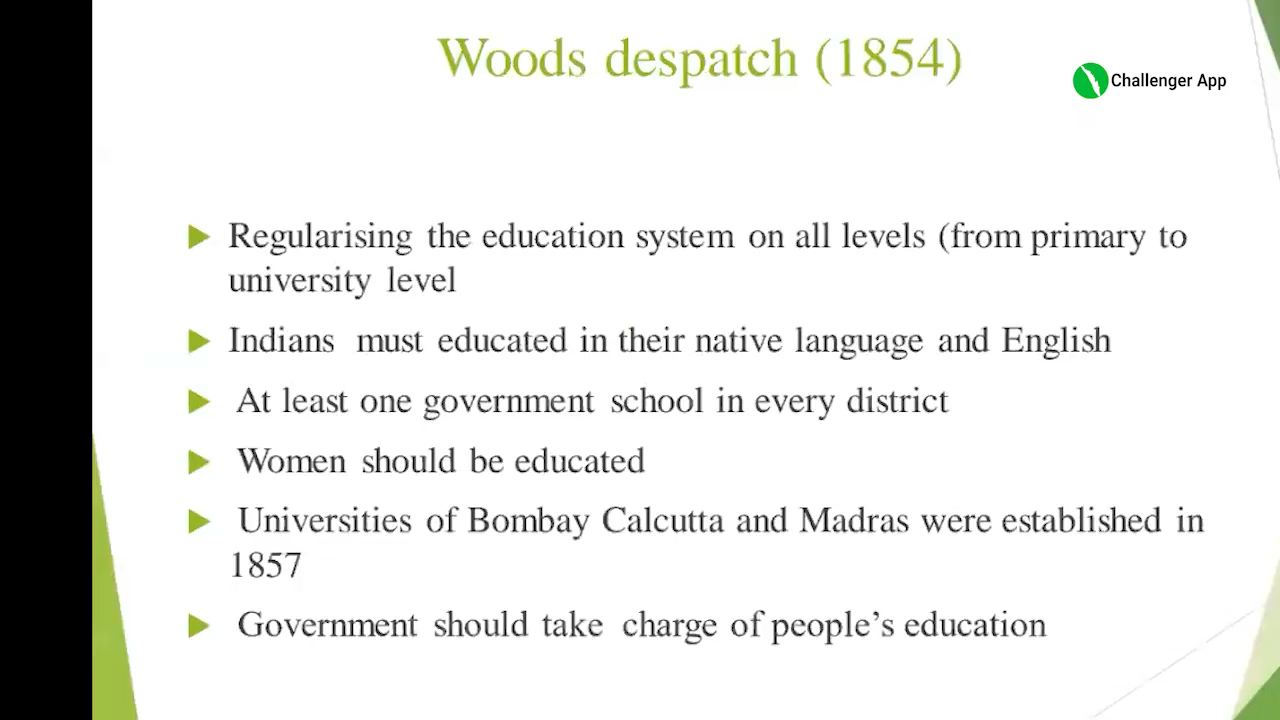 Woods despatch (1854)
Challenger App
Regularising the education system on all levels (from primary to
university level
Indians must educated in their native language and English
At least one government school in every district
Women should be educated
Universities of Bombay Calcutta and Madras were established in
1857
Government should take charge of people’s education